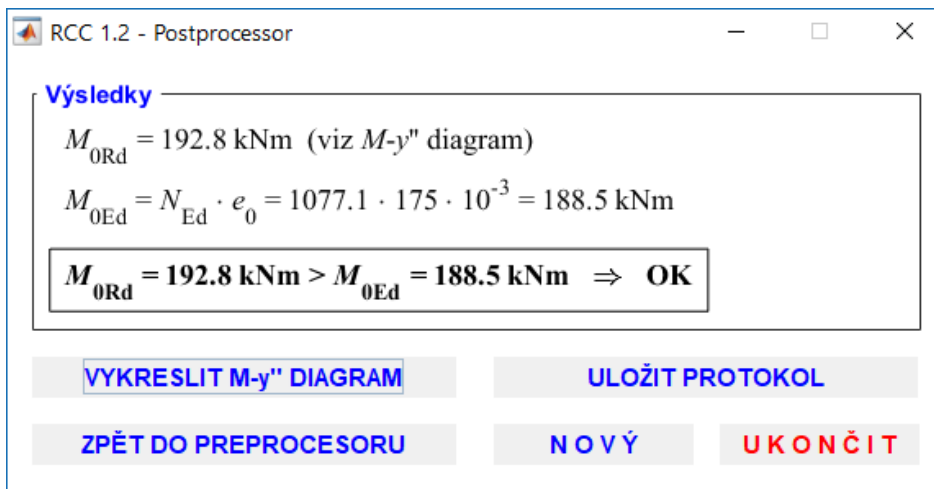 RCC 1.2 - Postprocessor
Výsledky
M0Rd = 192.8 kNm (viz M-y" diagram)
M0Ed = NEd · e0 = 1077.1 · 175 · 10-3 = 188.5 kNm
M0Rd = 192.8 kNm > M0Ed = 188.5 kNm ⇒ OK
VYKRESLIT M-y" DIAGRAM
ULOŽIT PROTOKOL
ZPĚT DO PREPROCESORU
N O V Ý
U K O N Č I T